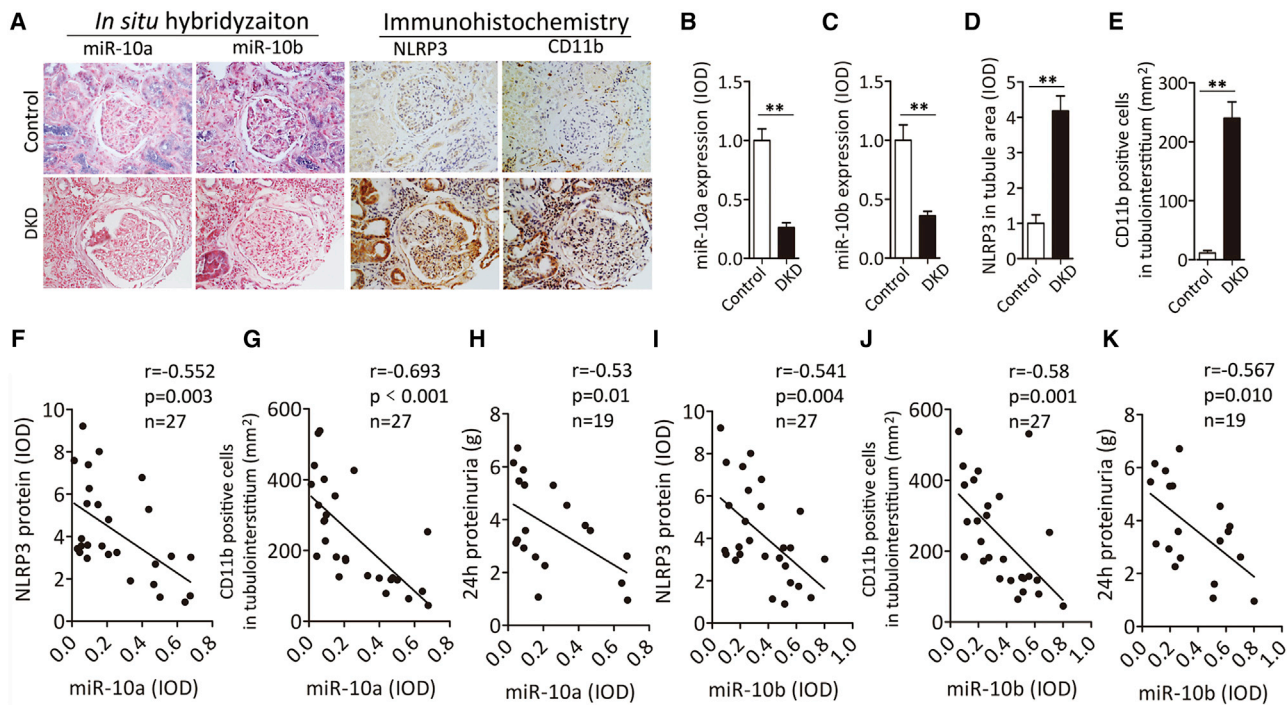 A
In situ hybridyzaiton
Immunohistochemistry
miR-10a
miR-10b
NLRP3
CD11b
Control
DKD
B
miR-10a expression (IOD)
1.5
1.0
0.5
0.0
**
Control
DKD
C
miR-10b expression (IOD)
1.5
1.0
0.5
0.0
**
Control
DKD
D
NLRP3 in tubule area (IOD)
5
4
3
2
1
0
**
Control
DKD
E
CD11b positive cells
in tubulointerstitium (mm²)
300
200
100
0
**
Control
DKD
F
r=-0.552
p=0.003
n=27
NLRP3 protein (IOD)
10
8
6
4
2
0
0.0 0.2 0.4 0.6 0.8
miR-10a (IOD)
G
r=-0.693
p < 0.001
n=27
CD11b positive cells
in tubulointerstitium (mm²)
600
400
200
0
0.0 0.2 0.4 0.6 0.8
miR-10a (IOD)
H
r=-0.53
p=0.01
n=19
24h proteinuria (g)
8
6
4
2
0
0.0 0.2 0.4 0.6 0.8
miR-10a (IOD)
I
r=-0.541
p=0.004
n=27
NLRP3 protein (IOD)
10
8
6
4
2
0
0.0 0.2 0.4 0.6 0.8 1.0
miR-10b (IOD)
J
r=-0.58
p=0.001
n=27
CD11b positive cells
in tubulointerstitium (mm²)
600
400
200
0
0.0 0.2 0.4 0.6 0.8 1.0
miR-10b (IOD)
K
r=-0.567
p=0.010
n=19
24h proteinuria (g)
8
6
4
2
0
0.0 0.2 0.4 0.6 0.8 1.0
miR-10b (IOD)